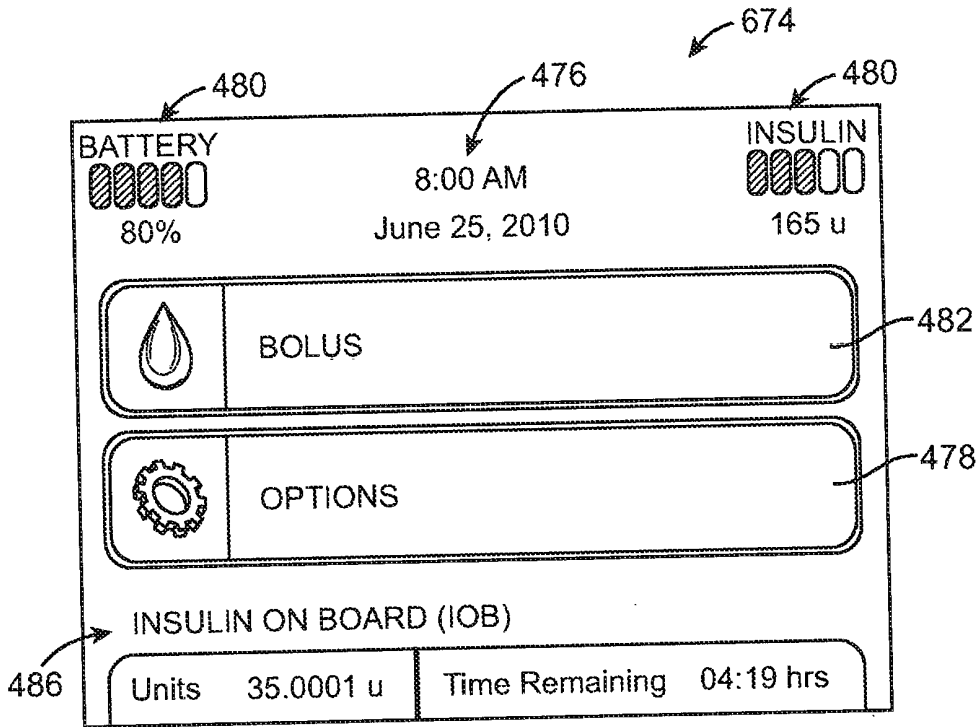 674
480
476
480
BATTERY
8:00 AM
INSULIN
80%
June 25, 2010
165 u
BOLUS
482
OPTIONS
478
INSULIN ON BOARD (IOB)
486
Units 35.0001 u Time Remaining 04:19 hrs